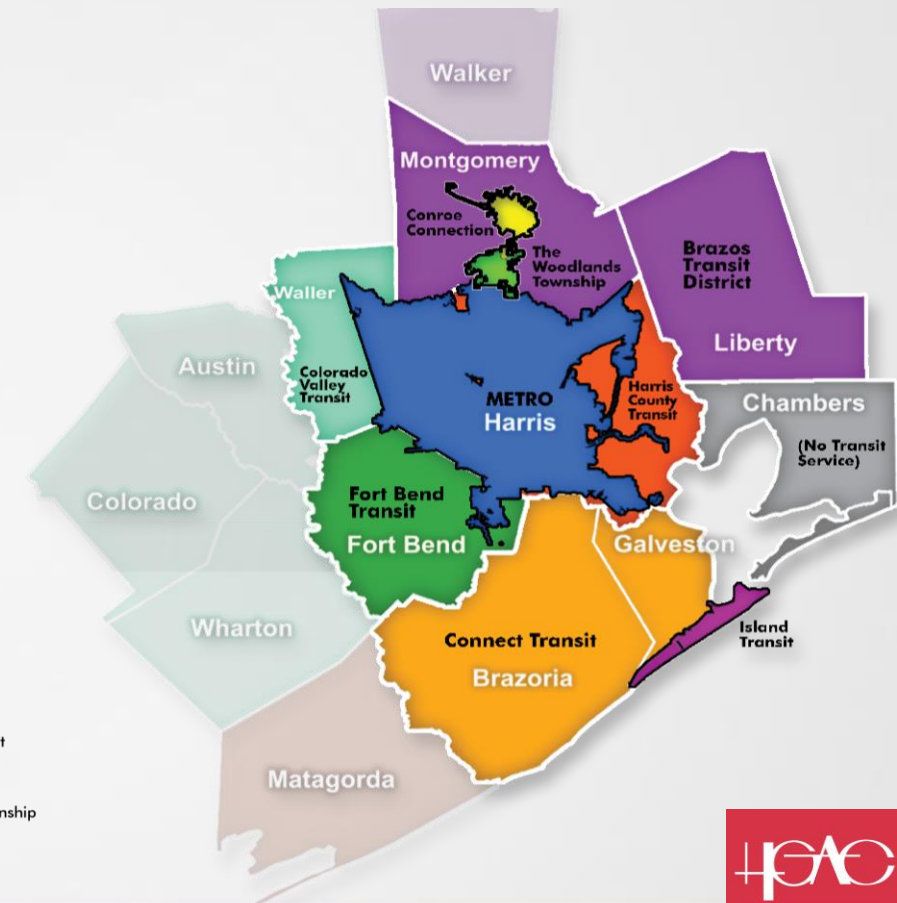 Walker
Montgomery
Conroe
Connection
The
Woodlands
Township
Brazos
Transit
District
Liberty
Waller
Colorado
Valley
Transit
Austin
METRO
Harris
Harris
County
Transit
Chambers
(No Transit
Service)
Colorado
Fort Bend
Transit
Fort Bend
Galveston
Wharton
Connect Transit
Brazoria
Island
Transit
Matagorda
t
nship
HGAC